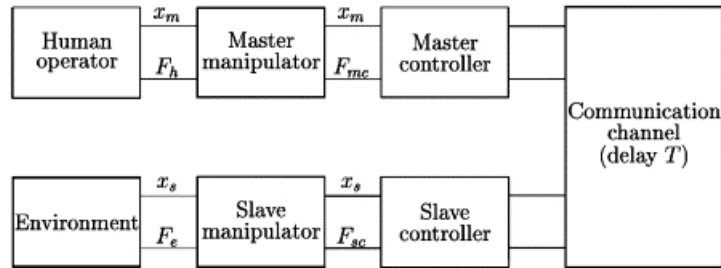 x_m
x_m
Human
operator
Master
manipulator
Master
controller
F_h
F_mc
Communication
channel
(delay T)
x_s
x_s
Environment
Slave
manipulator
Slave
controller
F_e
F_sc